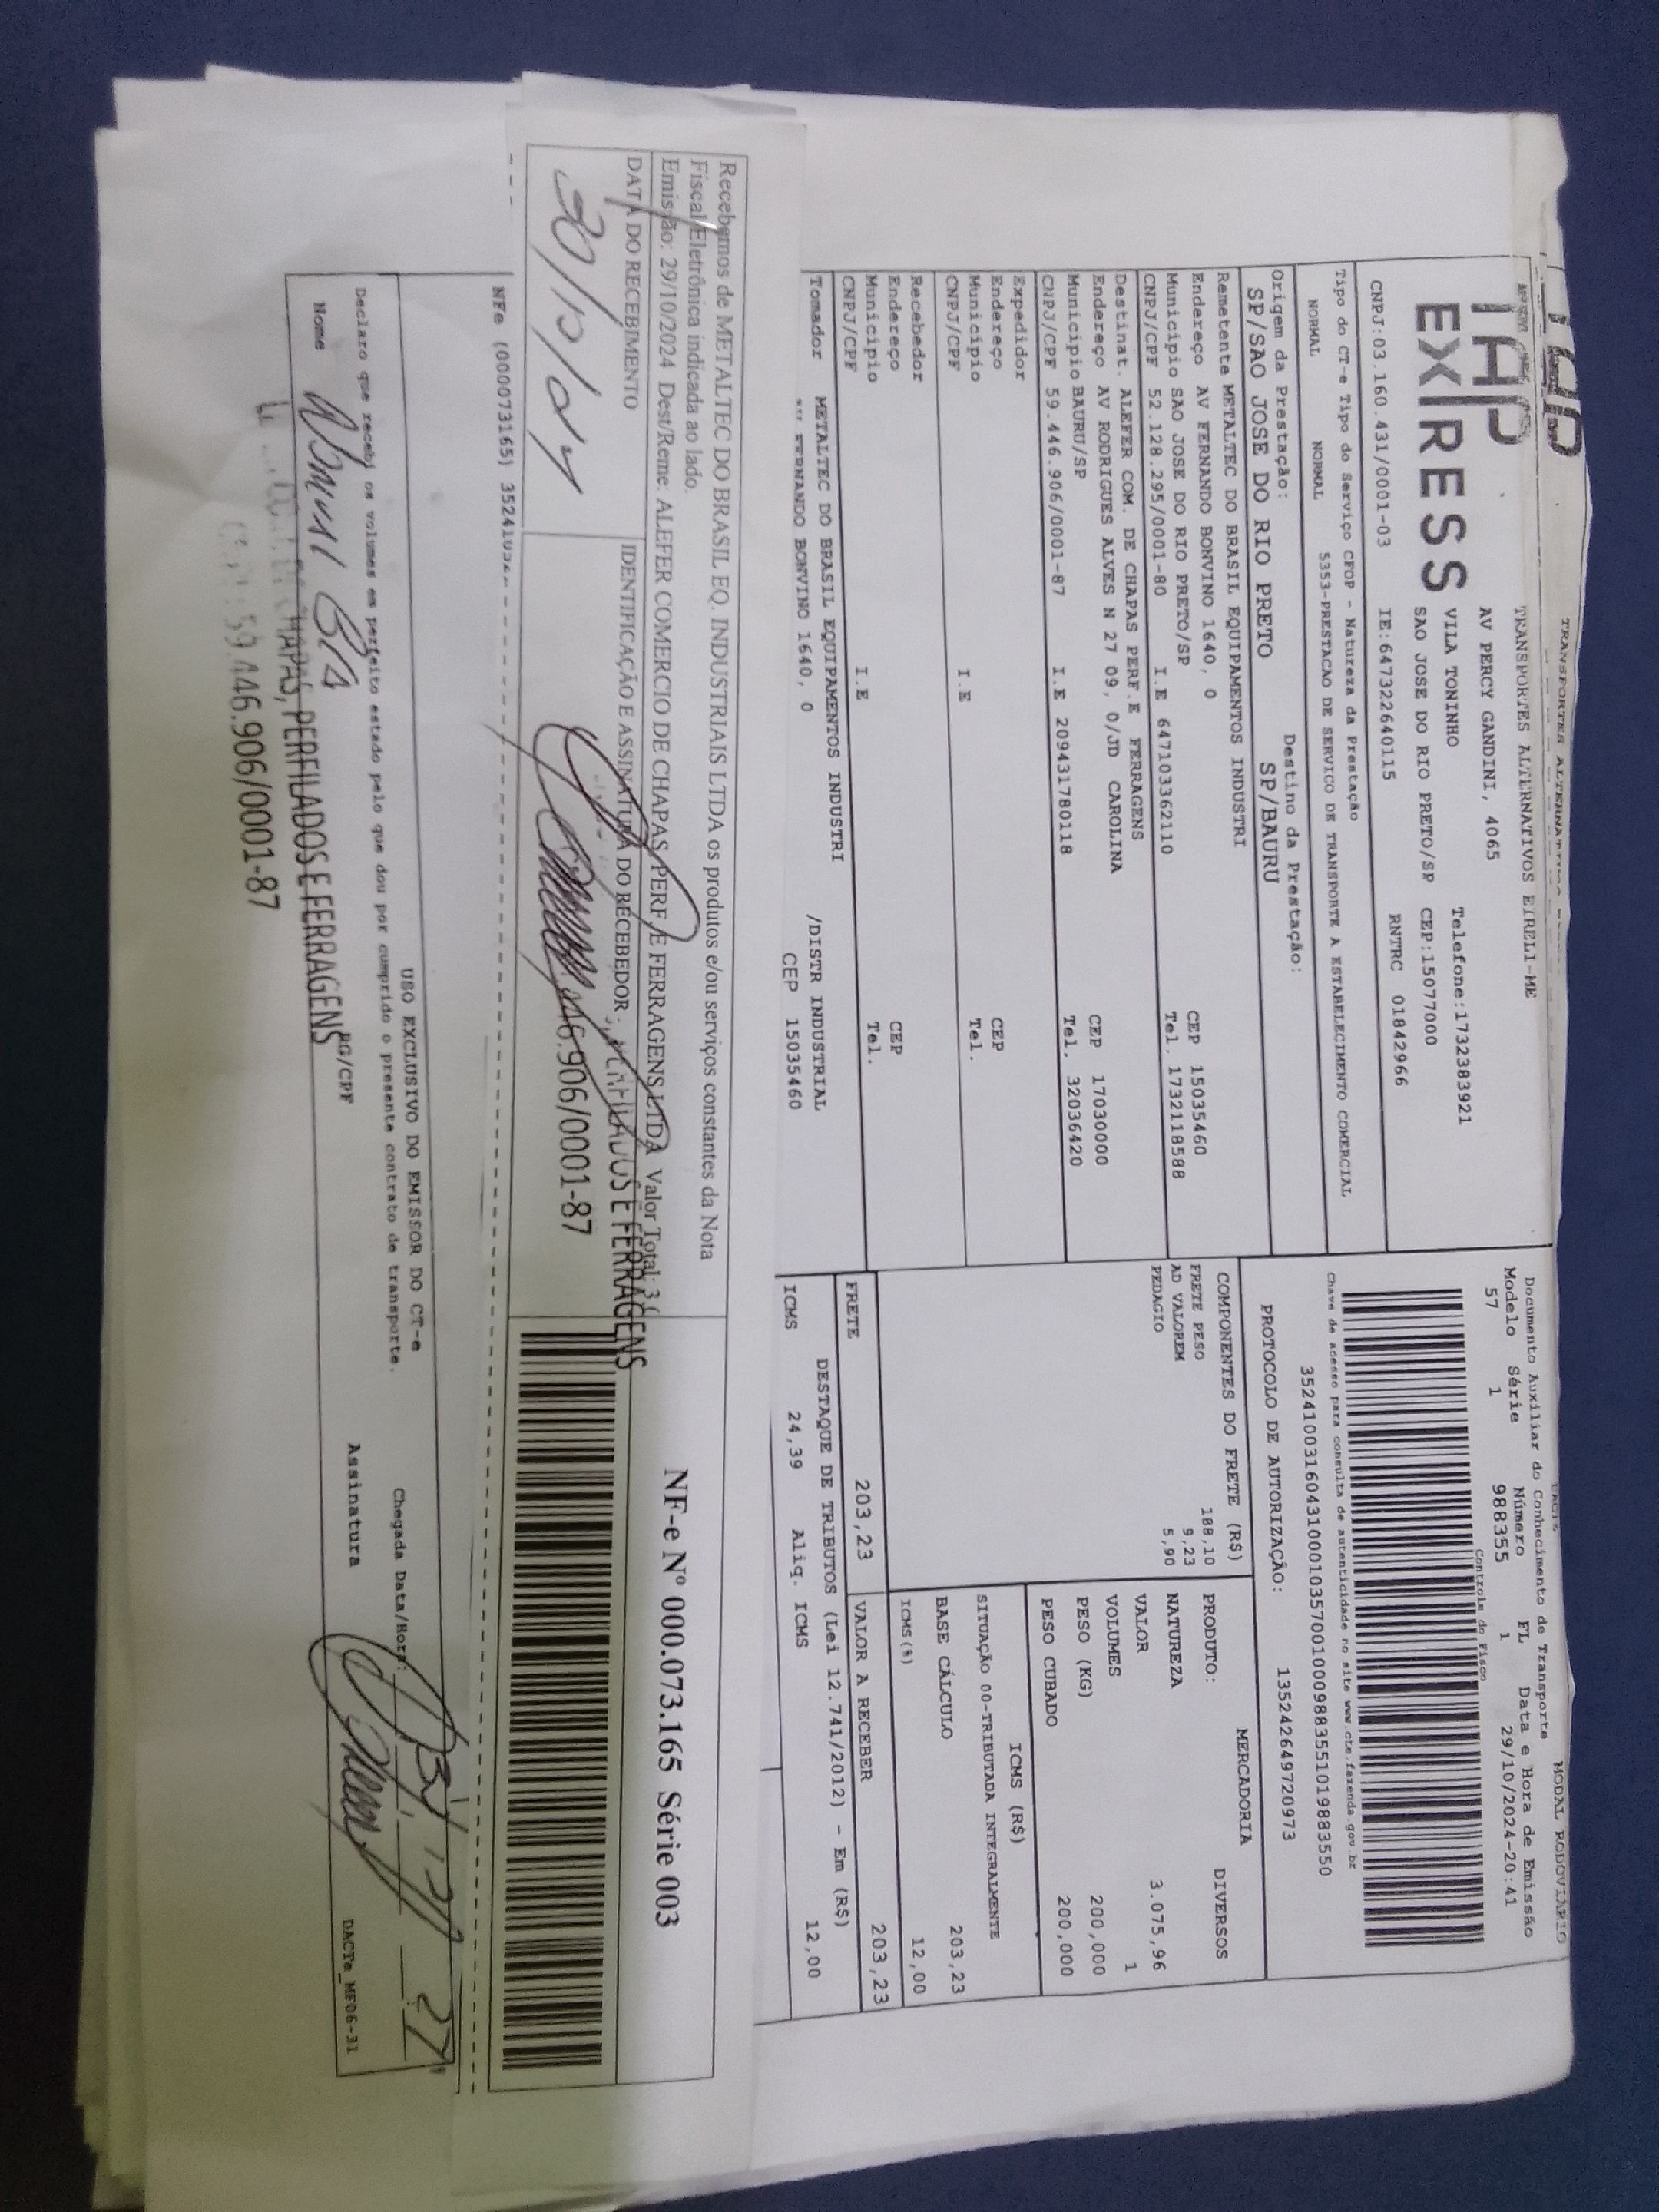 TAP
EXPRESS
TRANSPORTES ALTERNATIVOS EIRELI-ME
AV PERCY GANDINI, 4065
VILA TONINHO Telefone:1732383921
SAO JOSE DO RIO PRETO/SP CEP:15077000
CNPJ:03.160.431/0001-03 IE:647322640115 RNTRC 01842966
MODAL RODOVIÁRIO
Documento Auxiliar do Conhecimento de Transporte
Modelo Série Número FL Data e Hora de Emissão
57 1 988355 1 29/10/2024-20:41
Controle do Fisco
Chave de acesso para consulta de autenticidade no site www.cte.fazenda.gov.br
35241003160431000103570010009883551019883550
PROTOCOLO DE AUTORIZAÇÃO: 135242649720973
Tipo do CT-e Tipo do Serviço CFOP - Natureza da Prestação
NORMAL NORMAL 5353-PRESTACAO DE SERVICO DE TRANSPORTE A ESTABELECIMENTO COMERCIAL
Origem da Prestação: Destino da Prestação:
SP/SAO JOSE DO RIO PRETO SP/BAURU
Remetente METALTEC DO BRASIL EQUIPAMENTOS INDUSTRI
Endereço AV FERNANDO BONVINO 1640, 0 CEP 15035460
Município SAO JOSE DO RIO PRETO/SP Tel. 1732118588
CNPJ/CPF 52.128.295/0001-80 I.E 647103362110
Destinat. ALEFER COM. DE CHAPAS PERF.E FERRAGENS
Endereço AV RODRIGUES ALVES N 27 09, 0/JD CAROLINA CEP 17030000
Município BAURU/SP Tel. 32036420
CNPJ/CPF 59.446.906/0001-87 I.E 209431780118
Expedidor
Endereço CEP
Município Tel.
CNPJ/CPF I.E
Recebedor
Endereço CEP
Município Tel.
CNPJ/CPF I.E
Tomador METALTEC DO BRASIL EQUIPAMENTOS INDUSTRI
FERNANDO BONVINO 1640, 0 /DISTR INDUSTRIAL
CEP 15035460
COMPONENTES DO FRETE (R$)
FRETE PESO 188,10
AD VALOREM 9,23
PEDAGIO 5,90
MERCADORIA
PRODUTO: DIVERSOS
NATUREZA
VALOR 3.075,96
VOLUMES 1
PESO (KG) 200,000
PESO CUBADO 200,000
ICMS (R$)
SITUAÇÃO 00-TRIBUTADA INTEGRALMENTE
BASE CÁLCULO 203,23
ICMS(%) 12,00
FRETE 203,23 VALOR A RECEBER 203,23
DESTAQUE DE TRIBUTOS (Lei 12.741/2012) - Em (R$)
ICMS 24,39 Aliq. ICMS 12,00
Recebemos de METALTEC DO BRASIL EQ. INDUSTRIAIS LTDA os produtos e/ou serviços constantes da Nota
Fiscal Eletrônica indicada ao lado.
Emissão: 29/10/2024 Dest/Reme: ALEFER COMERCIO DE CHAPAS, PERF. E FERRAGENS LTDA Valor Total: 3
DATA DO RECEBIMENTO IDENTIFICAÇÃO E ASSINATURA DO RECEBEDOR
PERFILADOS E FERRAGENS
46.906/0001-87
NF-e Nº 000.073.165 Série 003
NFe (000073165) 352410
USO EXCLUSIVO DO EMISSOR DO CT-e
Declaro que recebi os volumes em perfeito estado pelo que dou por cumprido o presente contrato de transporte. Chegada Data/Hora:
Nome RG/CPF Assinatura DACTe_MF06-31
CHAPAS, PERFILADOS E FERRAGENS
59.446.906/0001-87